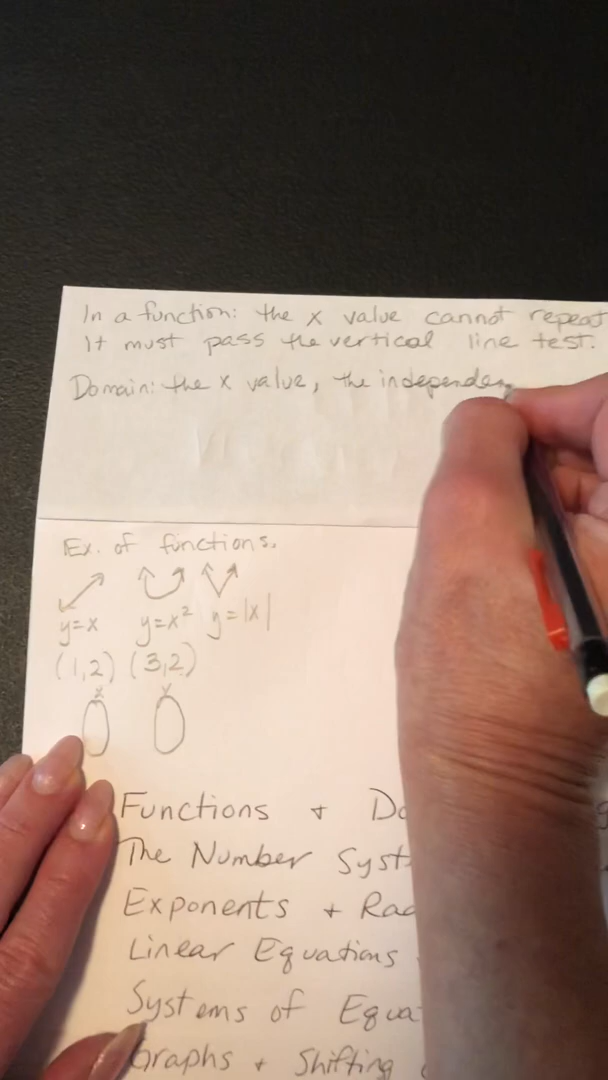 In a function: the x value cannot repeat
It must pass the vertical line test.
Domain: the x value, the independen
Ex. of functions.
y=x y=x² y=|x|
(1,2) (3,2)
x y
Functions + Do
The Number Syst
Exponents + Rad
Linear Equations
Systems of Equa
Graphs + Shifting